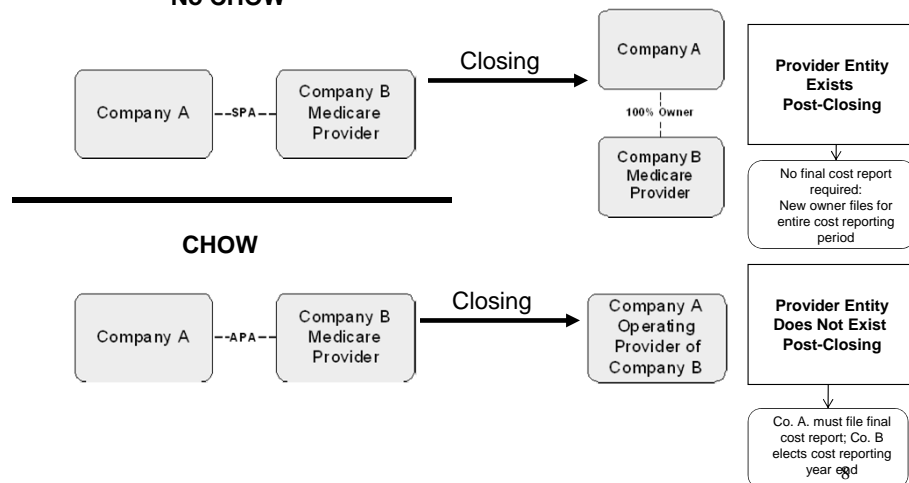 No CHOW
Company A
--SPA--
Company B
Medicare
Provider
Closing
Company A
100% Owner
Company B
Medicare
Provider
Provider Entity
Exists
Post-Closing
No final cost report
required:
New owner files for
entire cost reporting
period
CHOW
Company A
--APA--
Company B
Medicare
Provider
Closing
Company A
Operating
Provider of
Company B
Provider Entity
Does Not Exist
Post-Closing
Co. A. must file final
cost report; Co. B
elects cost reporting
year end
8